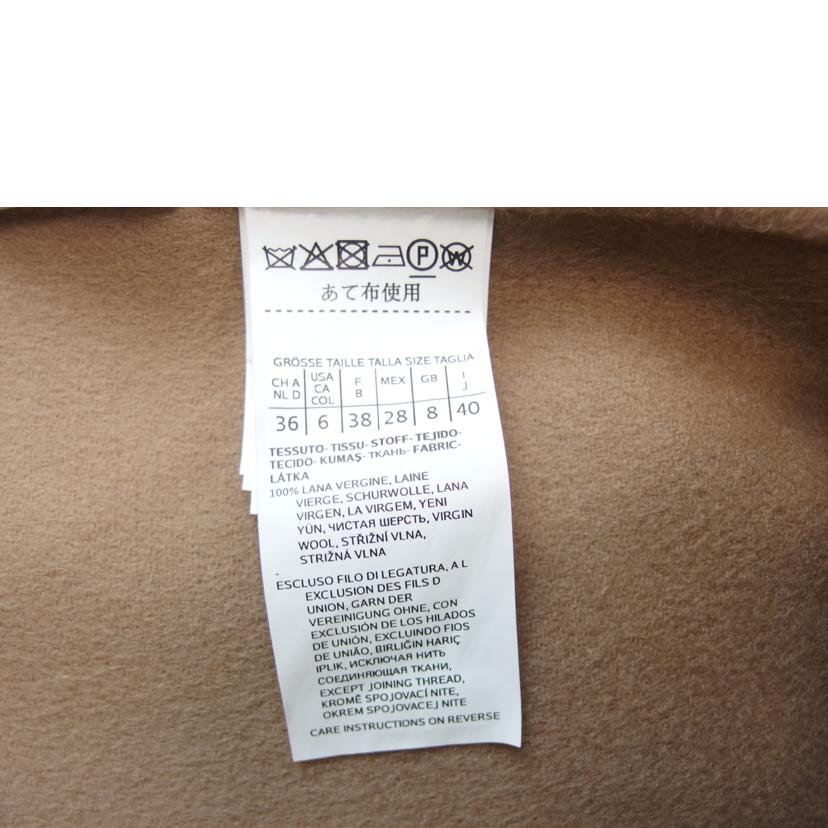 P W
あて布使用
GRÖSSE TAILLE TALLA SIZE TAGLIA
CH A NL D USA CA COL F B MEX GB I J
36 6 38 28 8 40
TESSUTO- TISSU- STOFF- TEJIDO-
TECIDO- KUMAŞ- ТКАНЬ- FABRIC-
LÁTKA
100% LANA VERGINE, LAINE
VIERGE, SCHURWOLLE, LANA
VIRGEN, LA VIRGEM, YENI
YÜN, ЧИСТАЯ ШЕРСТЬ, VIRGIN
WOOL, STŘIŽNÍ VLNA,
STRIŽNÁ VLNA
-
ESCLUSO FILO DI LEGATURA, A L
EXCLUSION DES FILS D
UNION, GARN DER
VEREINIGUNG OHNE, CON
EXCLUSIÓN DE LOS HILADOS
DE UNIÓN, EXCLUINDO FIOS
DE UNIÃO, BIRLIĞIN HARIÇ
IPLIK, ИСКЛЮЧАЯ НИТЬ
СОЕДИНЯЮЩАЯ ТКАНИ,
EXCEPT JOINING THREAD,
KROMĚ SPOJOVACÍ NITE,
OKREM SPOJOVACEJ NITE
CARE INSTRUCTIONS ON REVERSE